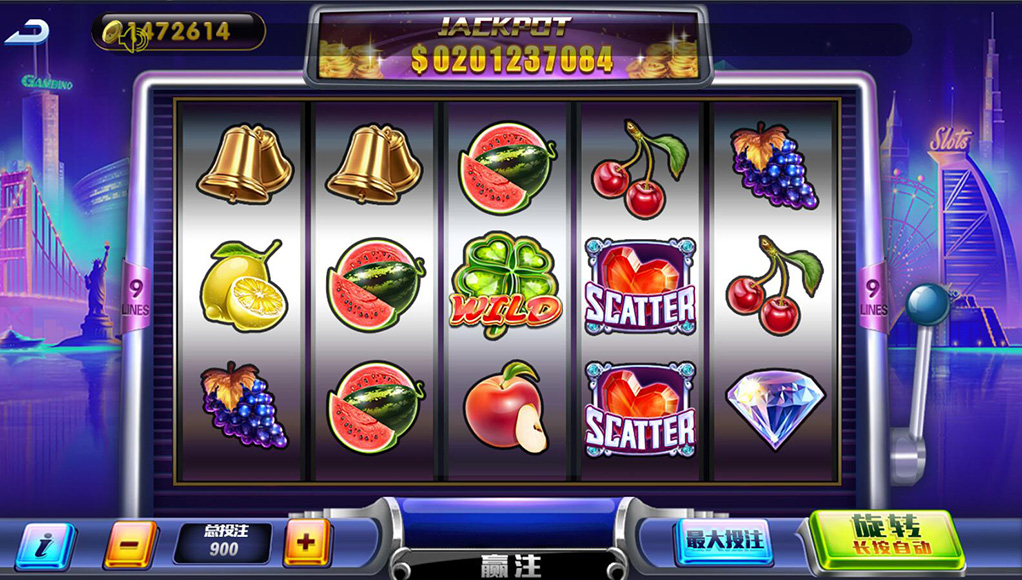 1472614
JACKPOT
$0201237084
GAMBINO
Slots
WILD
SCATTER
9
LINES
9
LINES
SCATTER
i
-
总投注
900
+
赢注
最大投注
旋转
长按自动